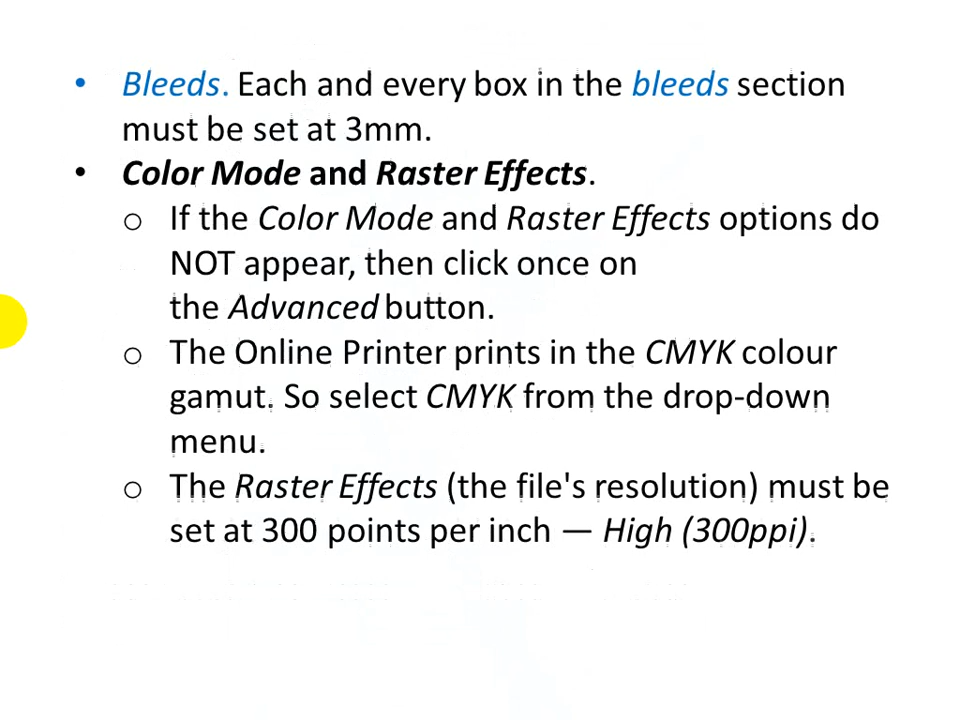 • Bleeds. Each and every box in the bleeds section
must be set at 3mm.
• Color Mode and Raster Effects.
o If the Color Mode and Raster Effects options do
NOT appear, then click once on
the Advanced button.
o The Online Printer prints in the CMYK colour
gamut. So select CMYK from the drop-down
menu.
o The Raster Effects (the file's resolution) must be
set at 300 points per inch — High (300ppi).